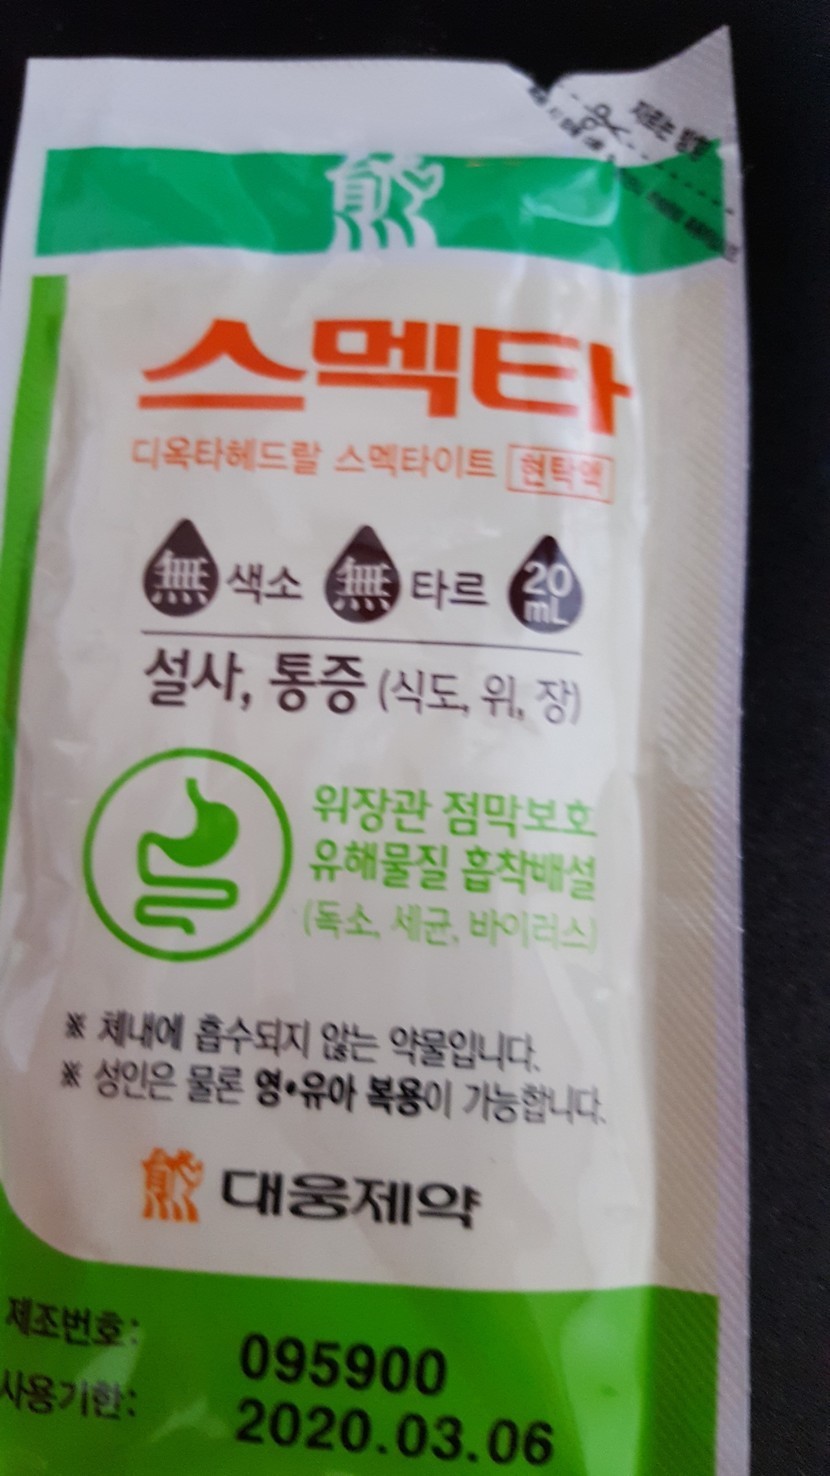 자르는 방향
스멕타
디옥타헤드랄 스멕타이트 현탁액
無 색소 無 타르 20 mL
설사, 통증 (식도, 위, 장)
위장관 점막보호
유해물질 흡착배설
(독소, 세균, 바이러스)
※ 체내에 흡수되지 않는 약물입니다.
※ 성인은 물론 영•유아 복용이 가능합니다.
대웅제약
제조번호: 095900
사용기한: 2020.03.06